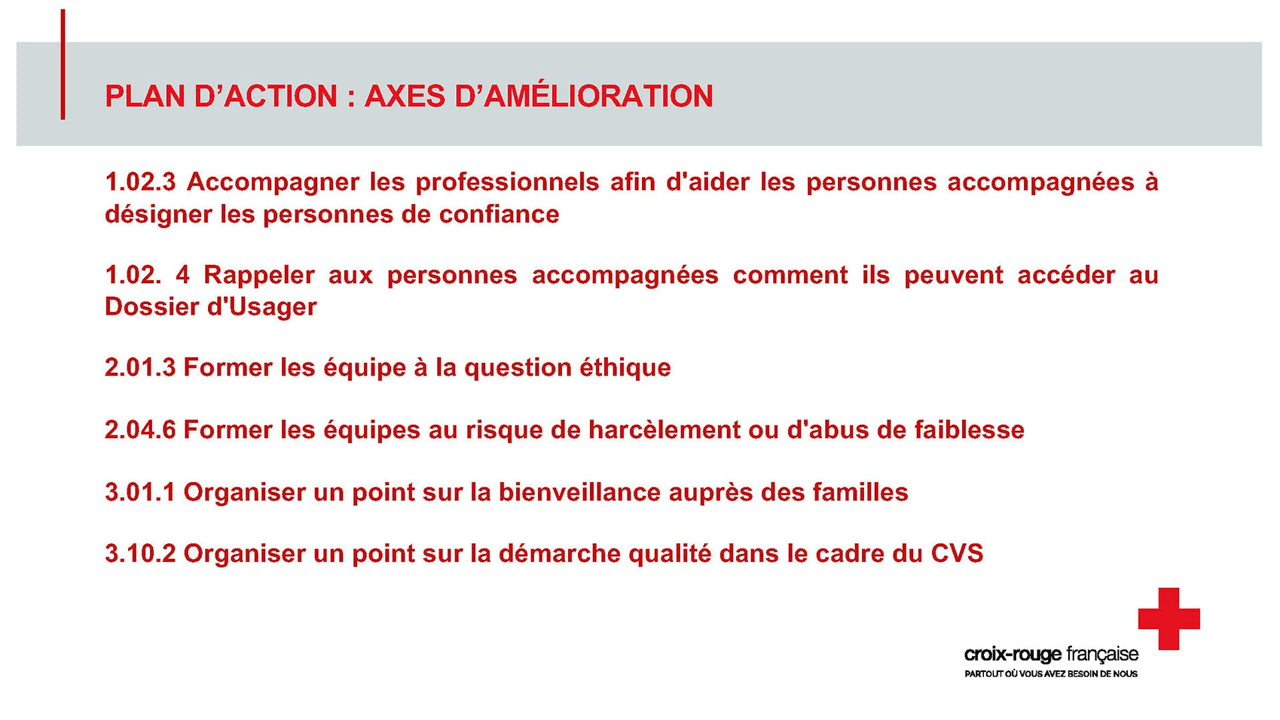 PLAN D’ACTION : AXES D’AMÉLIORATION
1.02.3 Accompagner les professionnels afin d'aider les personnes accompagnées à
désigner les personnes de confiance
1.02. 4 Rappeler aux personnes accompagnées comment ils peuvent accéder au
Dossier d'Usager
2.01.3 Former les équipe à la question éthique
2.04.6 Former les équipes au risque de harcèlement ou d'abus de faiblesse
3.01.1 Organiser un point sur la bienveillance auprès des familles
3.10.2 Organiser un point sur la démarche qualité dans le cadre du CVS
croix-rouge française
PARTOUT OÙ VOUS AVEZ BESOIN DE NOUS